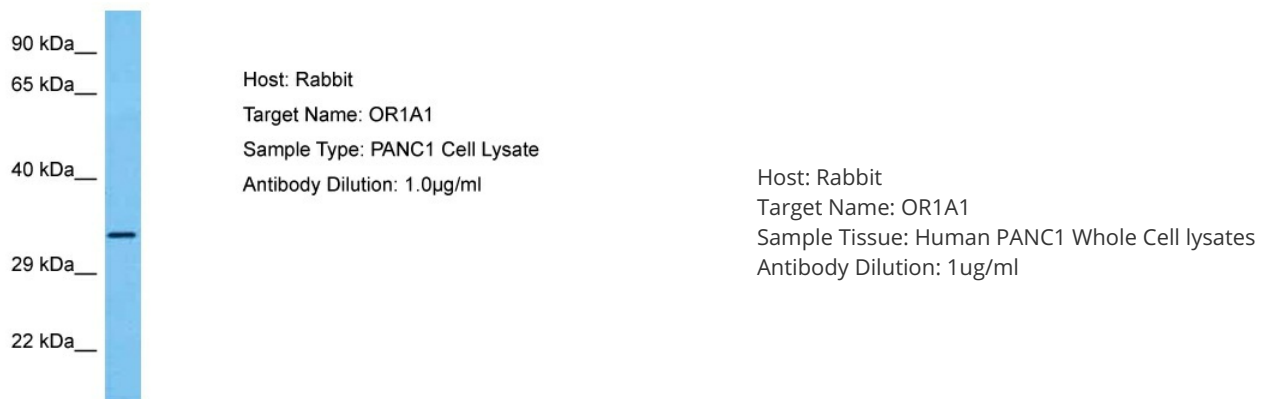 90 kDa__
65 kDa__
40 kDa__
29 kDa__
22 kDa__
Host: Rabbit
Target Name: OR1A1
Sample Type: PANC1 Cell Lysate
Antibody Dilution: 1.0µg/ml
Host: Rabbit
Target Name: OR1A1
Sample Tissue: Human PANC1 Whole Cell lysates
Antibody Dilution: 1ug/ml